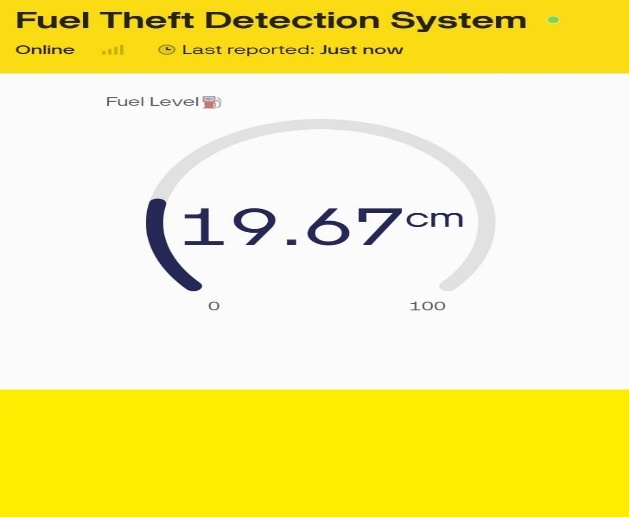 Fuel Theft Detection System
Online Last reported: Just now
Fuel Level⛽
19.67cm
0 100